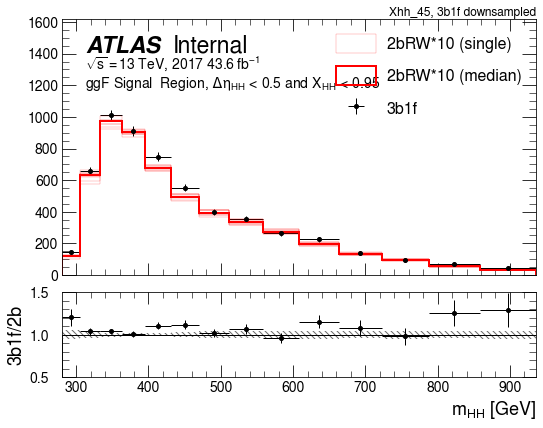 Xhh_45, 3b1f downsampled
ATLAS Internal
√s = 13 TeV, 2017 43.6 fb⁻¹
ggF Signal Region, Δη_HH < 0.5 and X_HH < 0.95
2bRW*10 (single)
2bRW*10 (median)
3b1f
1600
1400
1200
1000
800
600
400
200
0
3b1f/2b
1.5
1.0
0.5
300 400 500 600 700 800 900
m_HH [GeV]